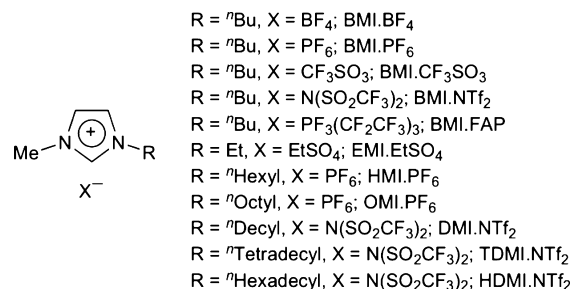 R = ⁿBu, X = BF₄; BMI.BF₄
R = ⁿBu, X = PF₆; BMI.PF₆
R = ⁿBu, X = CF₃SO₃; BMI.CF₃SO₃
R = ⁿBu, X = N(SO₂CF₃)₂; BMI.NTf₂
R = ⁿBu, X = PF₃(CF₂CF₃)₃; BMI.FAP
R = Et, X = EtSO₄; EMI.EtSO₄
R = ⁿHexyl, X = PF₆; HMI.PF₆
R = ⁿOctyl, X = PF₆; OMI.PF₆
R = ⁿDecyl, X = N(SO₂CF₃)₂; DMI.NTf₂
R = ⁿTetradecyl, X = N(SO₂CF₃)₂; TDMI.NTf₂
R = ⁿHexadecyl, X = N(SO₂CF₃)₂; HDMI.NTf₂
+
Me N N R
X⁻